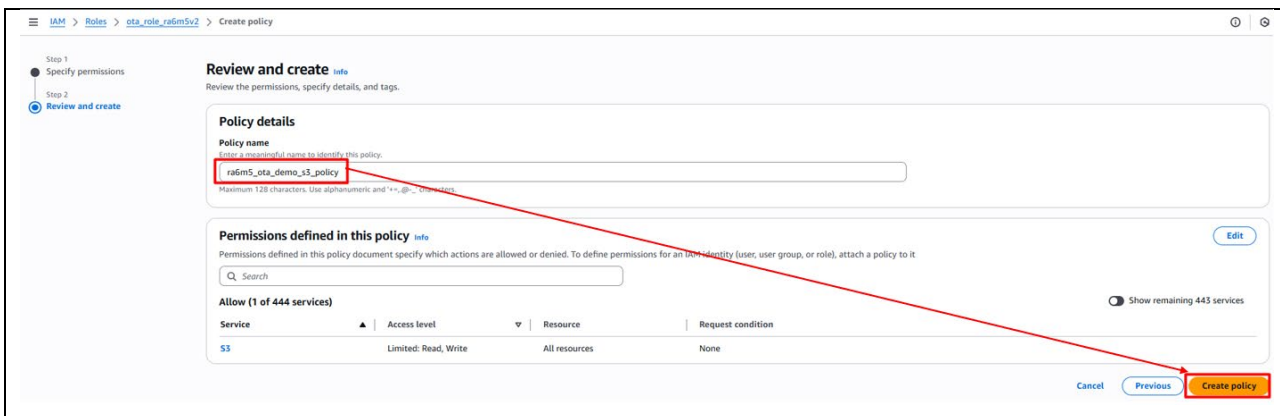 IAM > Roles > ota_role_ra6m5v2 > Create policy
Step 1
Specify permissions
Step 2
Review and create
Review and create Info
Review the permissions, specify details, and tags.
Policy details
Policy name
Enter a meaningful name to identify this policy.
ra6m5_ota_demo_s3_policy
Maximum 128 characters. Use alphanumeric and '+=,.@-_' characters.
Permissions defined in this policy Info
Edit
Permissions defined in this policy document specify which actions are allowed or denied. To define permissions for an IAM identity (user, user group, or role), attach a policy to it
Search
Allow (1 of 444 services)
Show remaining 443 services
Service Access level Resource Request condition
S3 Limited: Read, Write All resources None
Cancel Previous Create policy